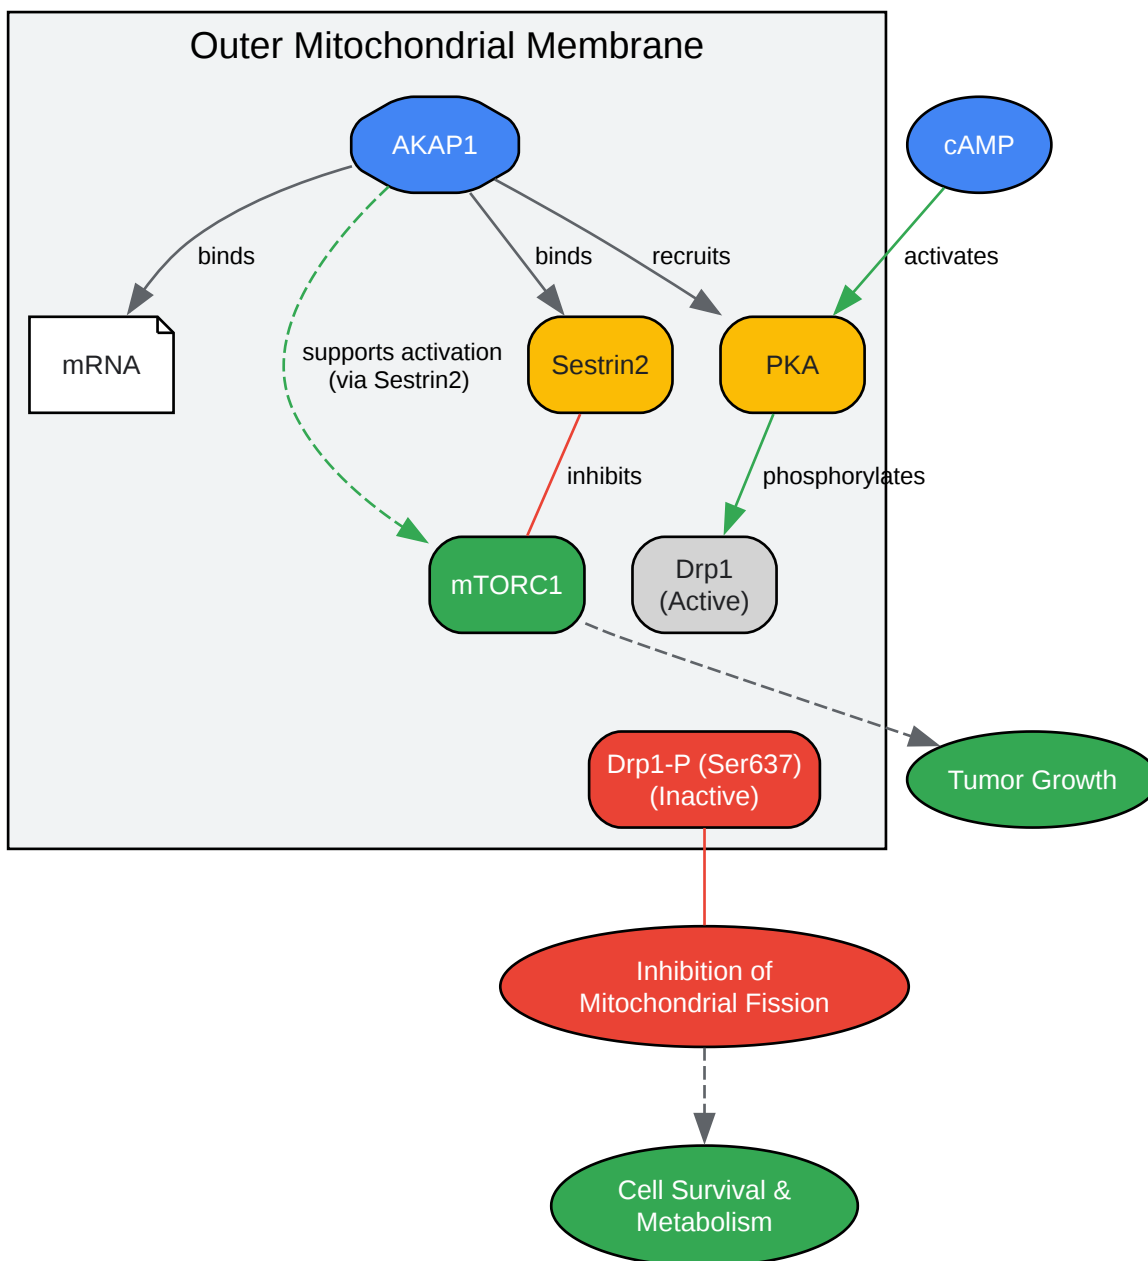 Outer Mitochondrial Membrane
AKAP1
cAMP
binds
binds
recruits
activates
mRNA
supports activation
(via Sestrin2)
Sestrin2
PKA
inhibits
phosphorylates
mTORC1
Drp1
(Active)
Drp1-P (Ser637)
(Inactive)
Tumor Growth
Inhibition of
Mitochondrial Fission
Cell Survival &
Metabolism